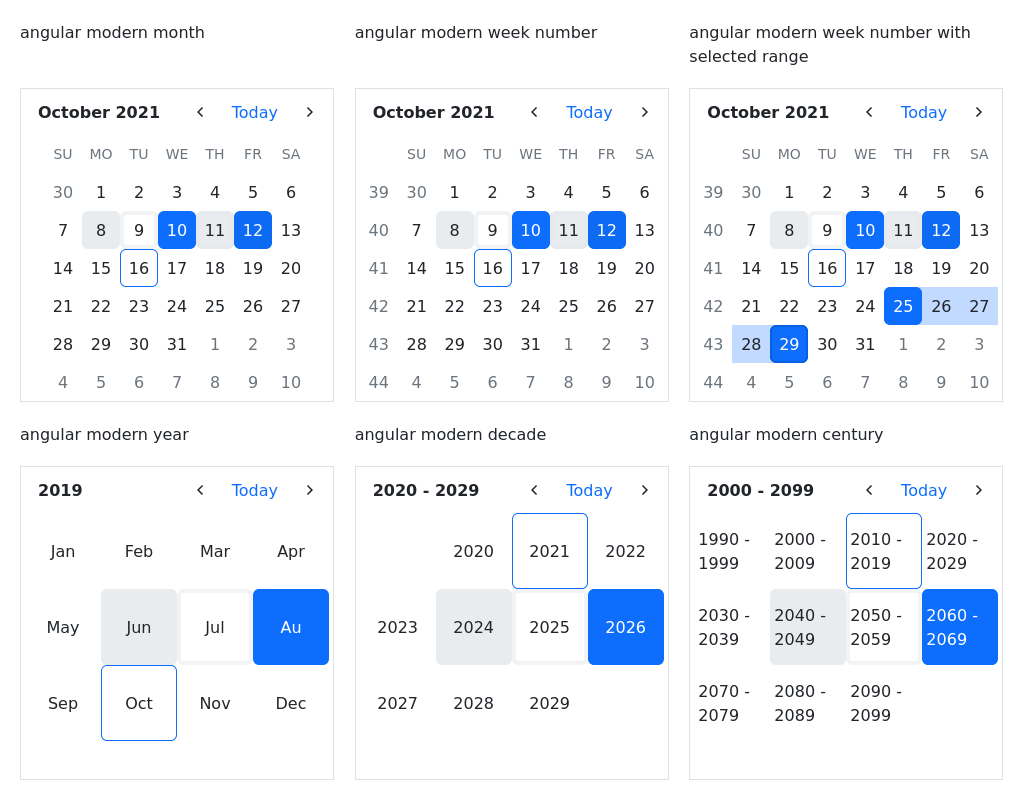 angular modern month
angular modern week number
angular modern week number with
selected range
October 2021 Today
SU MO TU WE TH FR SA
30 1 2 3 4 5 6
7 8 9 10 11 12 13
14 15 16 17 18 19 20
21 22 23 24 25 26 27
28 29 30 31 1 2 3
4 5 6 7 8 9 10
October 2021 Today
SU MO TU WE TH FR SA
39 30 1 2 3 4 5 6
40 7 8 9 10 11 12 13
41 14 15 16 17 18 19 20
42 21 22 23 24 25 26 27
43 28 29 30 31 1 2 3
44 4 5 6 7 8 9 10
October 2021 Today
SU MO TU WE TH FR SA
39 30 1 2 3 4 5 6
40 7 8 9 10 11 12 13
41 14 15 16 17 18 19 20
42 21 22 23 24 25 26 27
43 28 29 30 31 1 2 3
44 4 5 6 7 8 9 10
angular modern year
angular modern decade
angular modern century
2019 Today
Jan Feb Mar Apr
May Jun Jul Au
Sep Oct Nov Dec
2020 - 2029 Today
2020 2021 2022
2023 2024 2025 2026
2027 2028 2029
2000 - 2099 Today
1990 - 2000 - 2010 - 2020 -
1999 2009 2019 2029
2030 - 2040 - 2050 - 2060 -
2039 2049 2059 2069
2070 - 2080 - 2090 -
2079 2089 2099